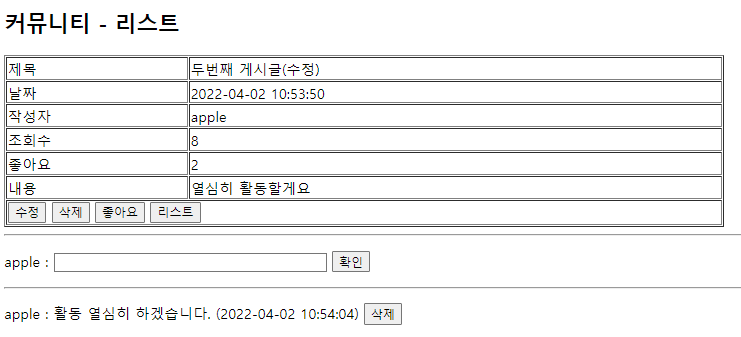 커뮤니티 - 리스트
제목 두번째 게시글(수정)
날짜 2022-04-02 10:53:50
작성자 apple
조회수 8
좋아요 2
내용 열심히 활동할게요
수정 삭제 좋아요 리스트
apple : 확인
apple : 활동 열심히 하겠습니다. (2022-04-02 10:54:04) 삭제